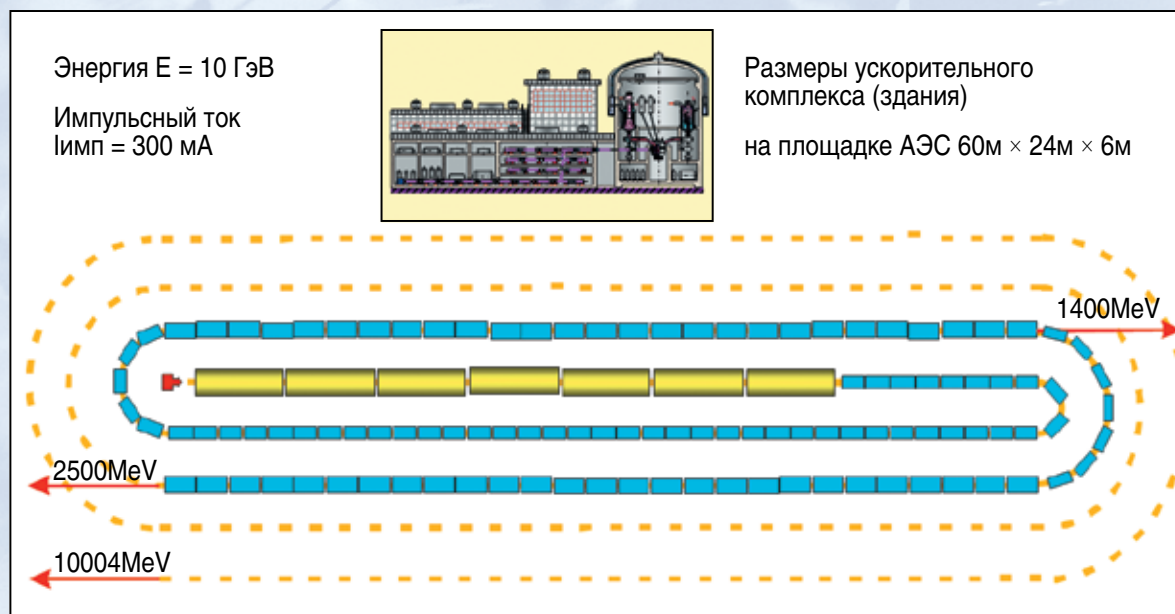 Энергия E = 10 ГэВ
Импульсный ток
Iимп = 300 мА
Размеры ускорительного
комплекса (здания)
на площадке АЭС 60м × 24м × 6м
1400MeV
2500MeV
10004MeV